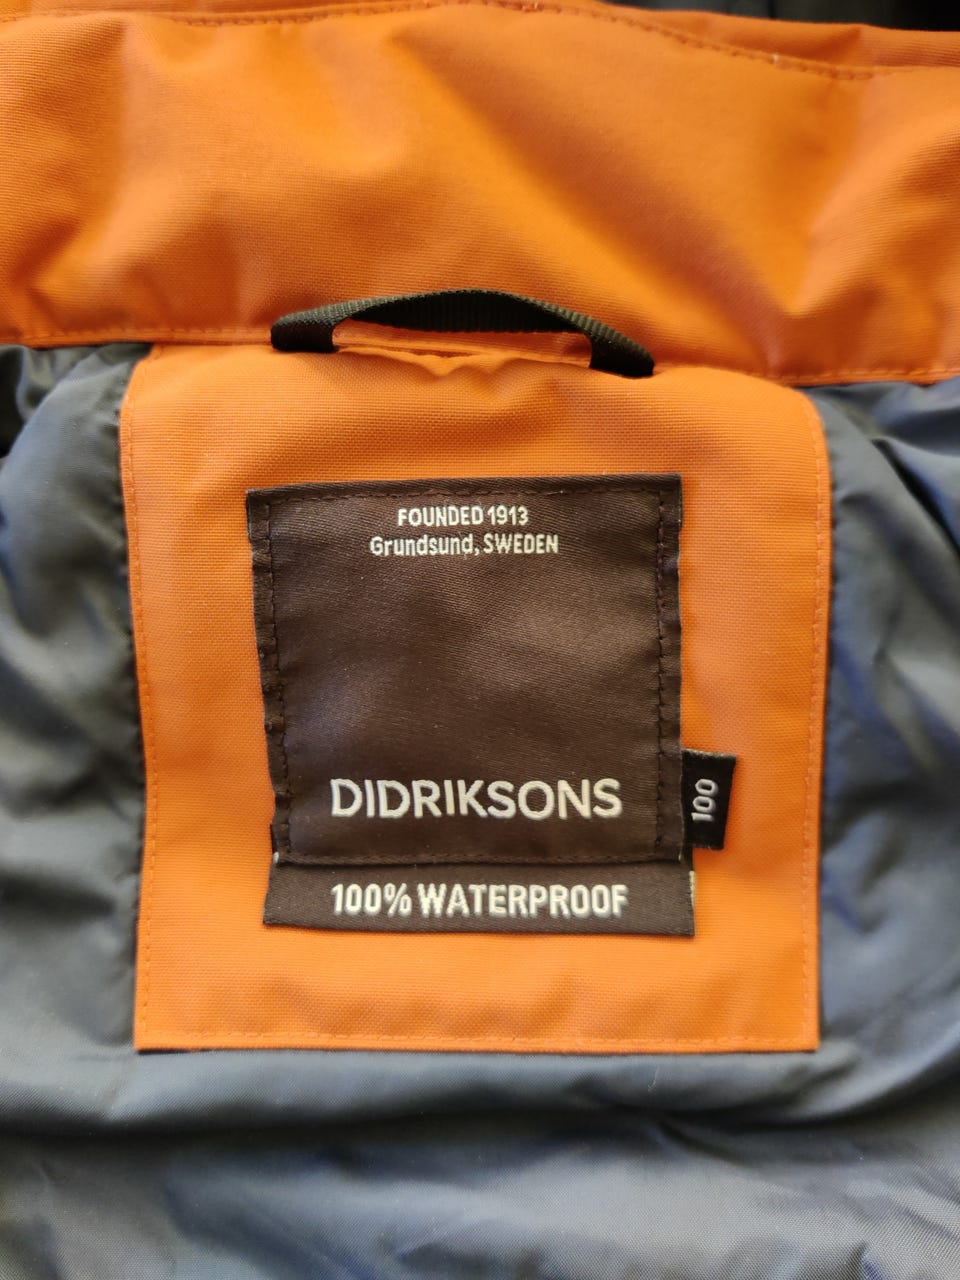 FOUNDED 1913
Grundsund, SWEDEN
DIDRIKSONS
100
100% WATERPROOF